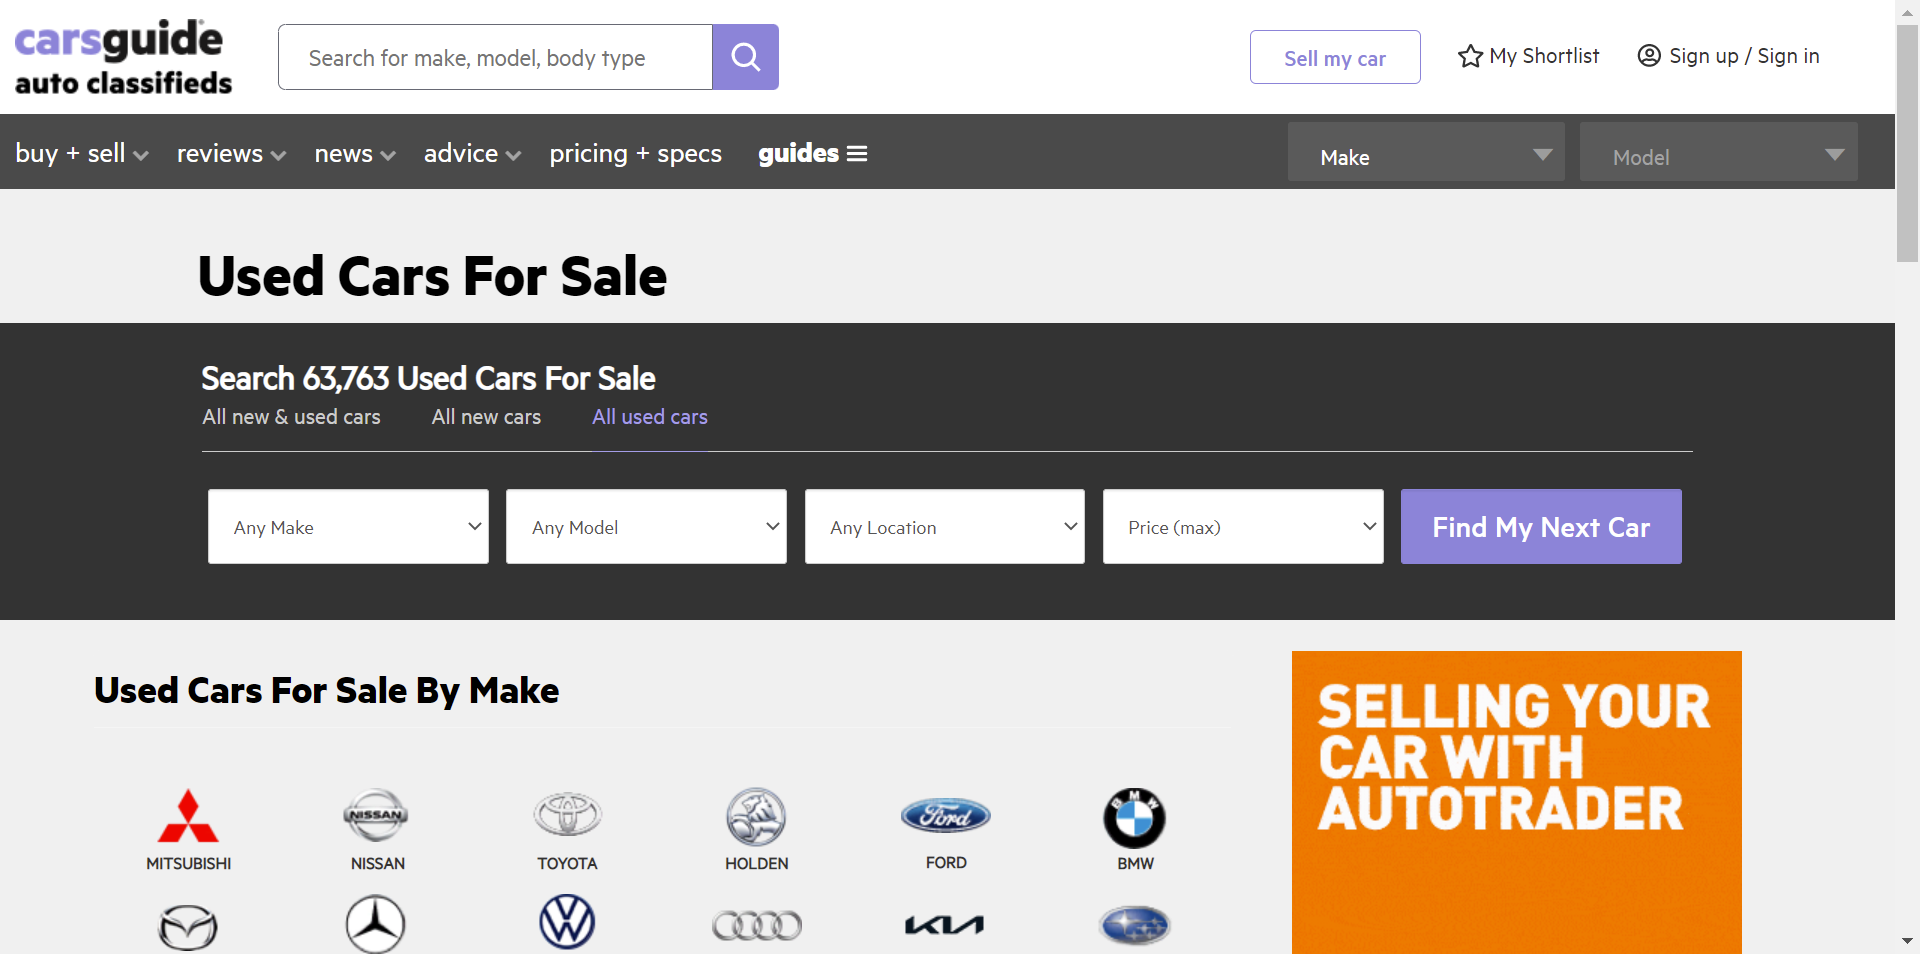 carsguide
auto classifieds
Search for make, model, body type
Sell my car
My Shortlist
Sign up / Sign in
buy + sell
reviews
news
advice
pricing + specs
guides
Make
Model
Used Cars For Sale
Search 63,763 Used Cars For Sale
All new & used cars
All new cars
All used cars
Any Make
Any Model
Any Location
Price (max)
Find My Next Car
Used Cars For Sale By Make
NISSAN
Ford
BMW
MITSUBISHI
NISSAN
TOYOTA
HOLDEN
FORD
BMW
KIA
SELLING YOUR
CAR WITH
AUTOTRADER